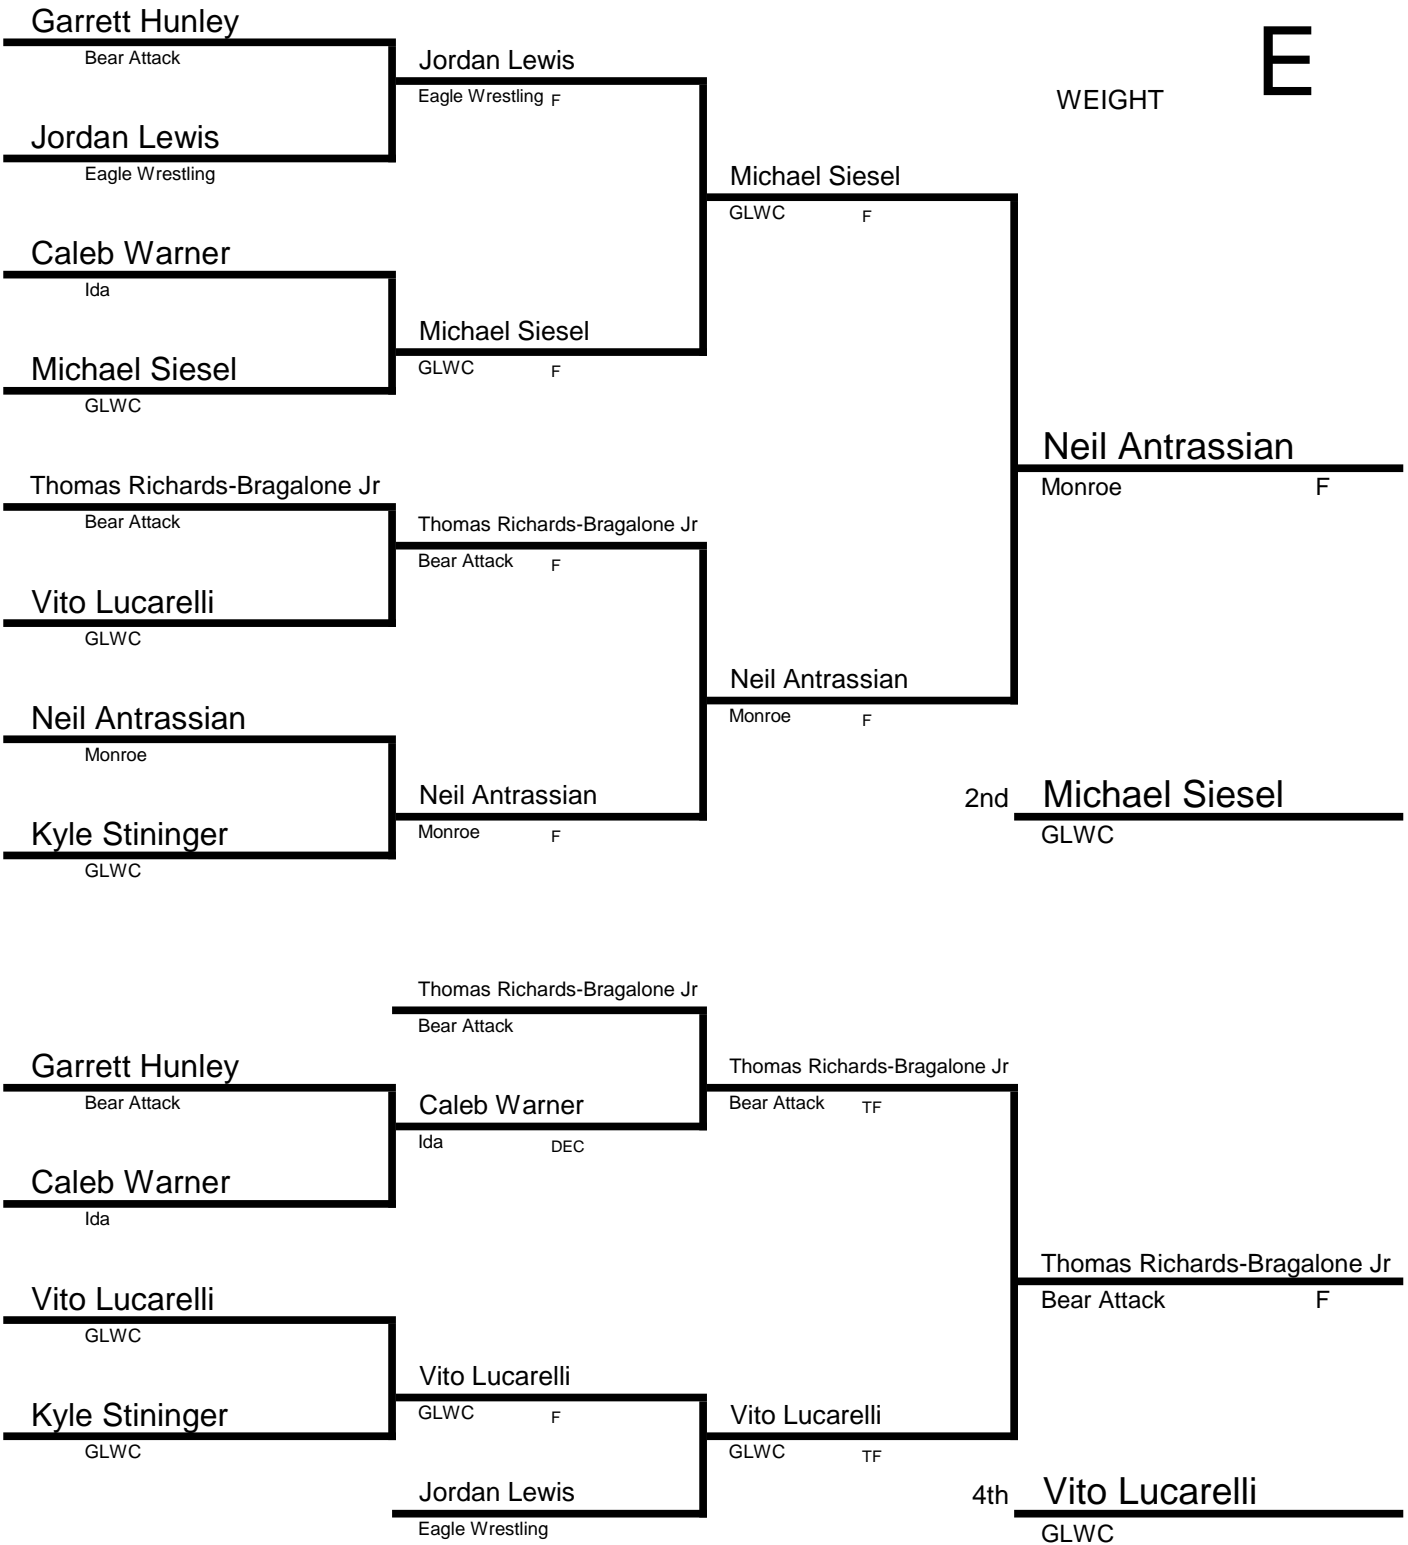 Garrett Hunley
Bear Attack
Jordan Lewis
Eagle Wrestling F
E
WEIGHT
Jordan Lewis
Eagle Wrestling
Michael Siesel
GLWC F
Caleb Warner
Ida
Michael Siesel
GLWC F
Michael Siesel
GLWC
Neil Antrassian
Monroe F
Thomas Richards-Bragalone Jr
Bear Attack
Thomas Richards-Bragalone Jr
Bear Attack F
Vito Lucarelli
GLWC
Neil Antrassian
Monroe F
Neil Antrassian
Monroe
Neil Antrassian
Monroe F
2nd Michael Siesel
GLWC
Kyle Stininger
GLWC
Thomas Richards-Bragalone Jr
Bear Attack
Garrett Hunley
Bear Attack
Thomas Richards-Bragalone Jr
Bear Attack TF
Caleb Warner
Ida DEC
Caleb Warner
Ida
Thomas Richards-Bragalone Jr
Bear Attack F
Vito Lucarelli
GLWC
Vito Lucarelli
GLWC F
Kyle Stininger
GLWC
Vito Lucarelli
GLWC TF
Jordan Lewis
Eagle Wrestling
4th Vito Lucarelli
GLWC